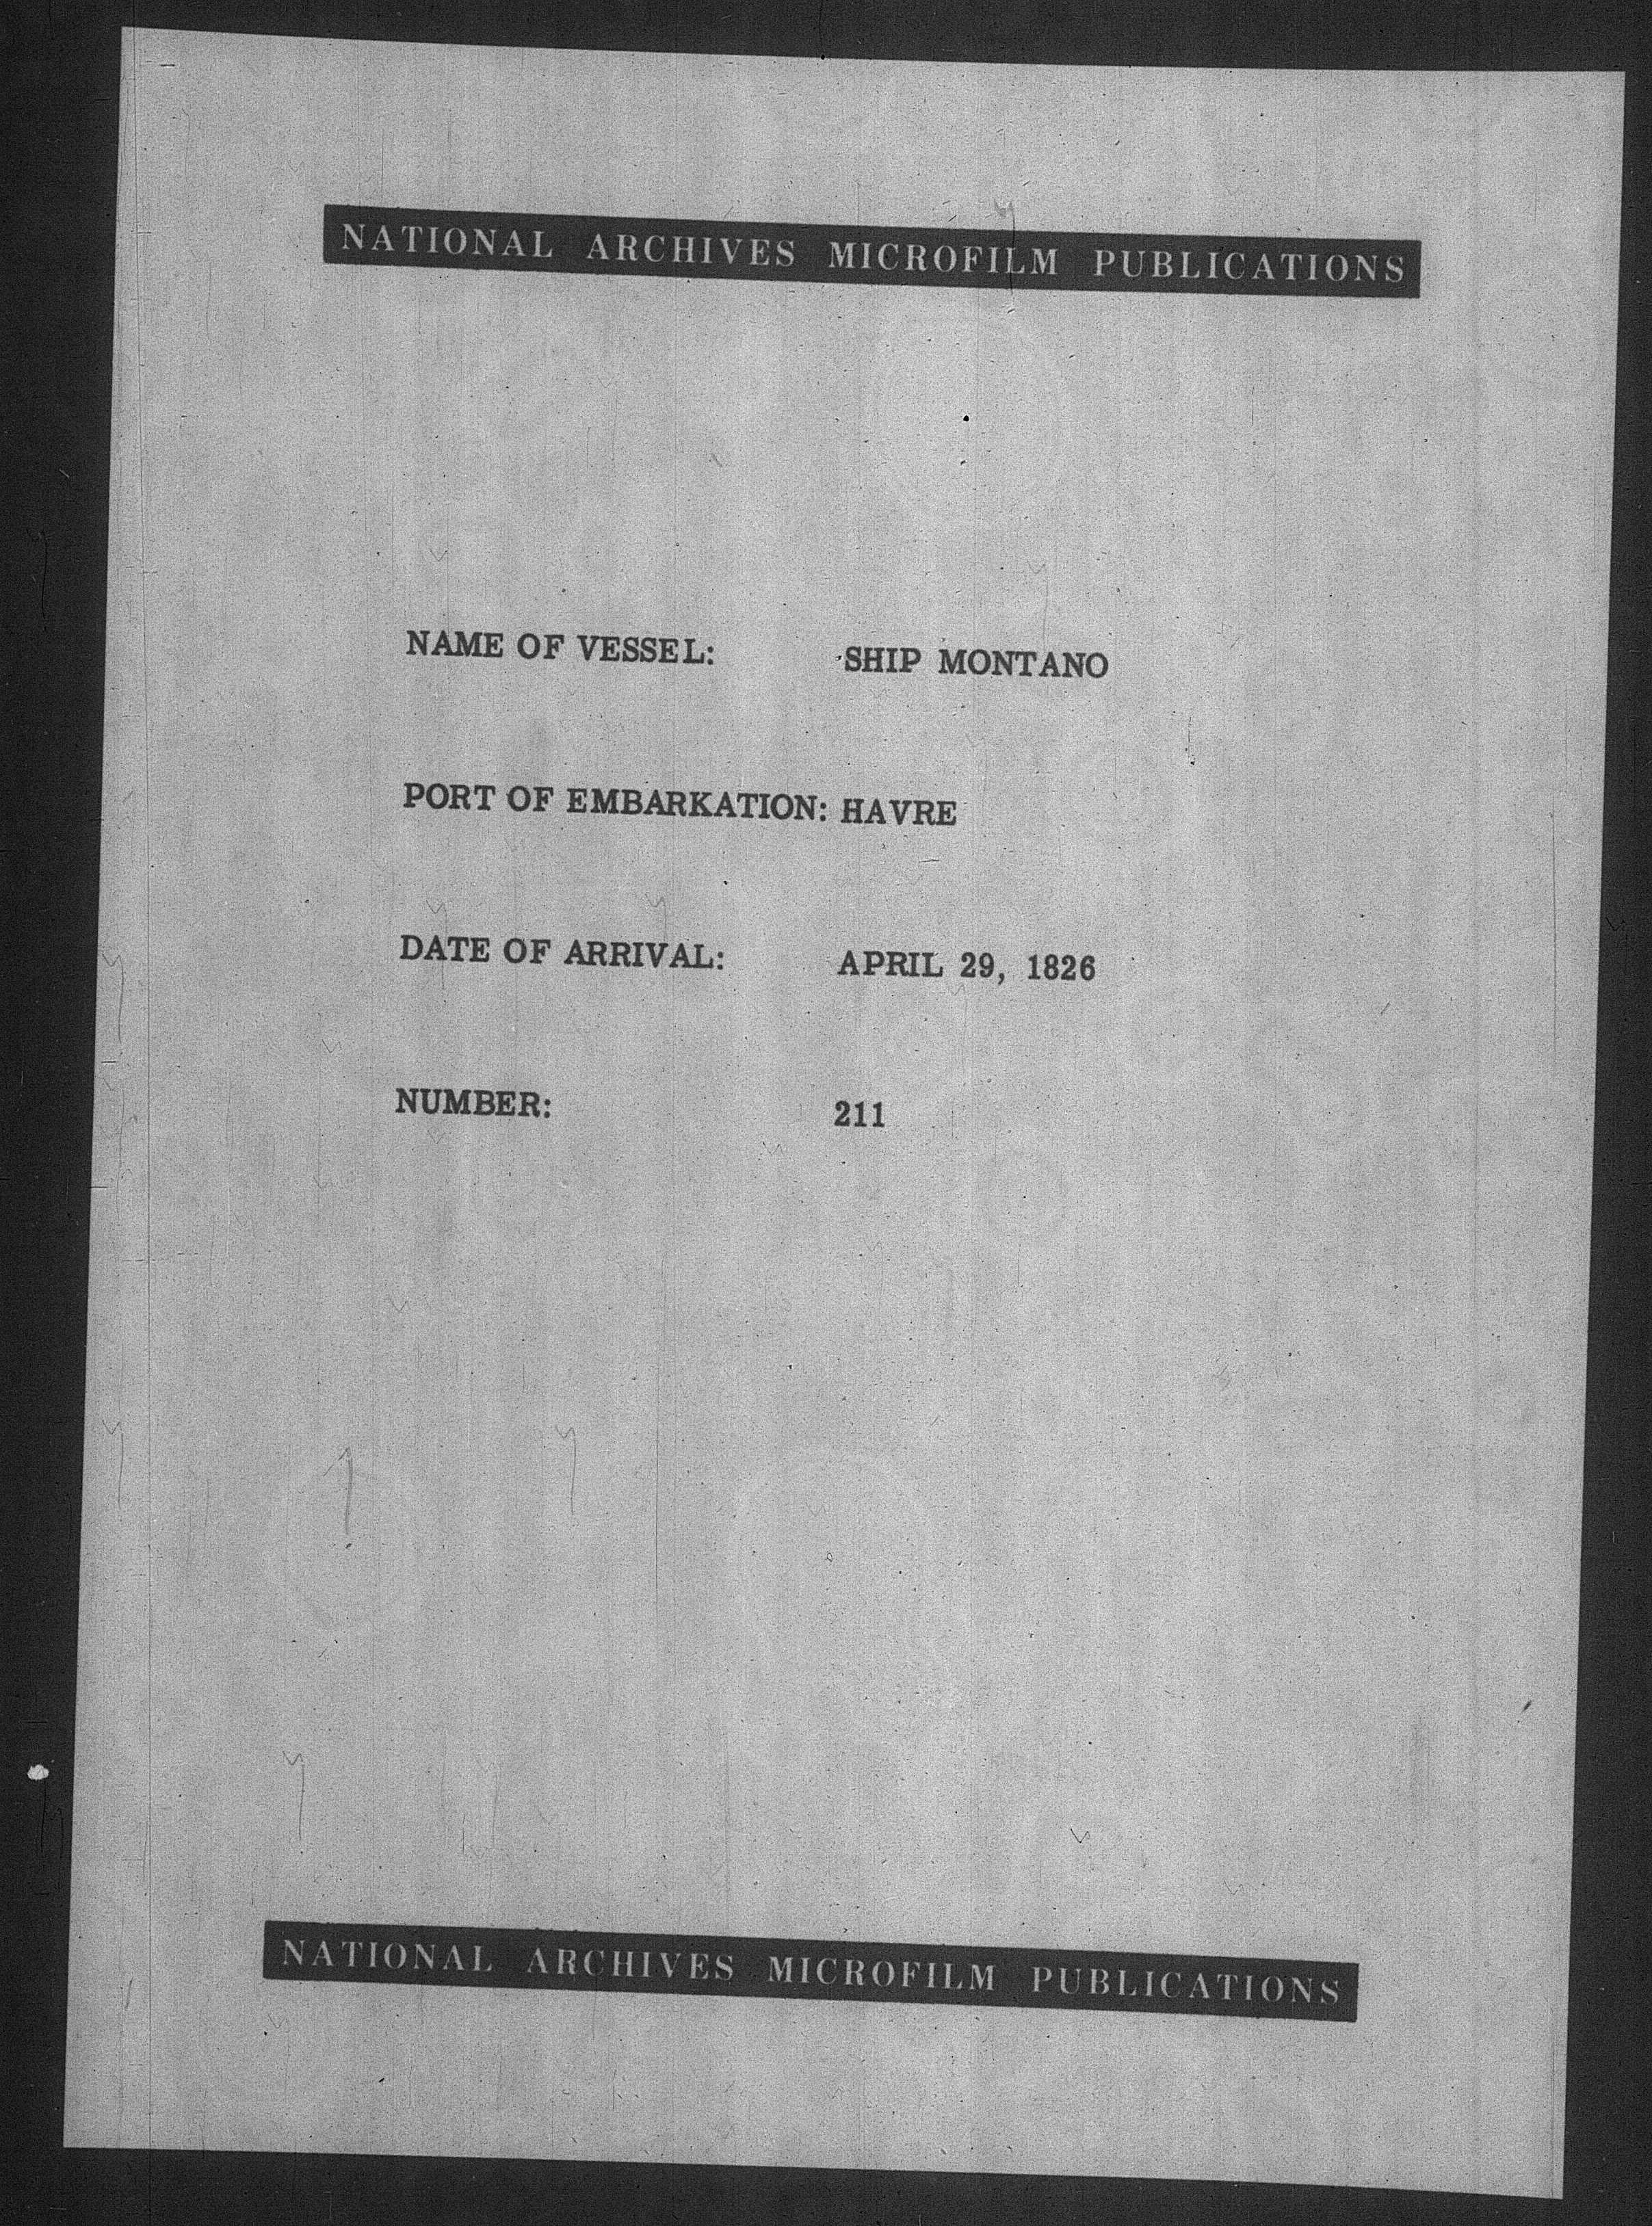 NATIONAL ARCHIVES MICROFILM PUBLICATIONS
NAME OF VESSEL: SHIP MONTANO
PORT OF EMBARKATION: HAVRE
DATE OF ARRIVAL: APRIL 29, 1826
NUMBER: 211
NATIONAL ARCHIVES MICROFILM PUBLICATIONS